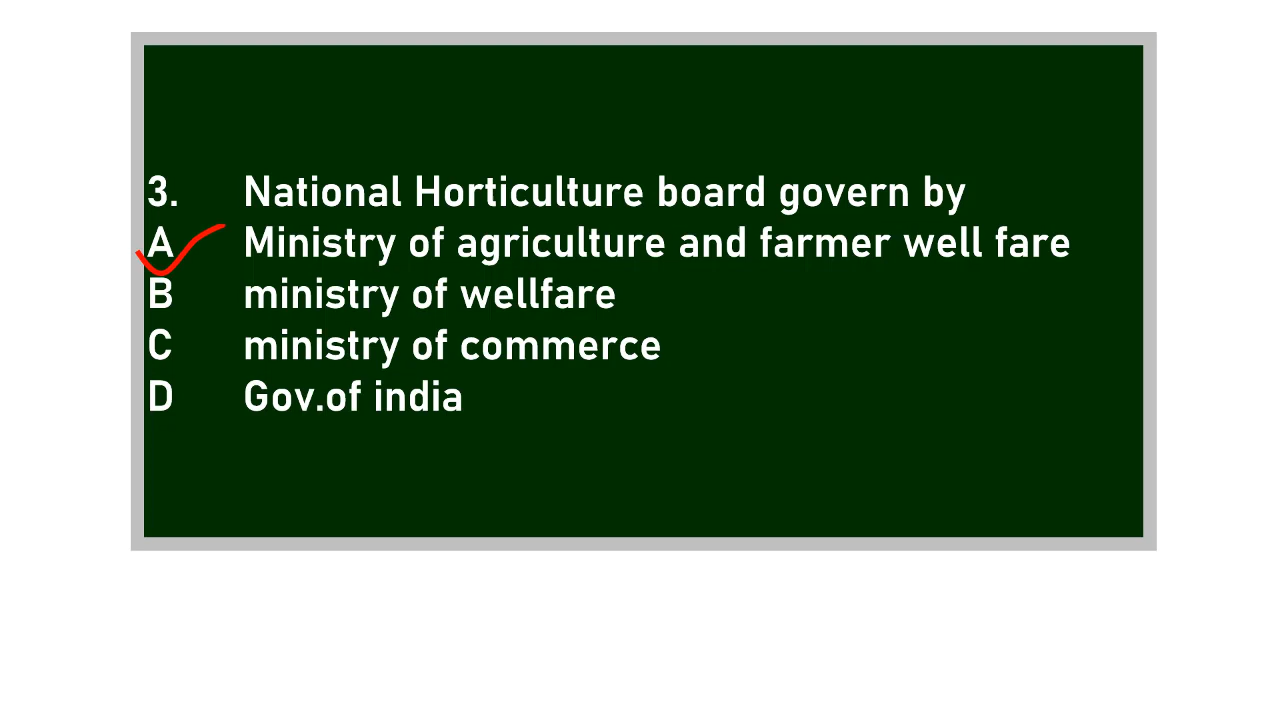 3. National Horticulture board govern by
A Ministry of agriculture and farmer well fare
B ministry of wellfare
C ministry of commerce
D Gov.of india